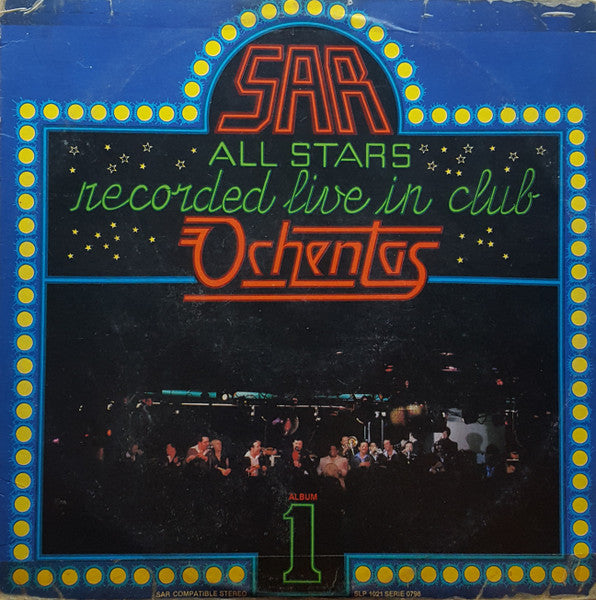 SAR
ALL STARS
recorded live in club
Ochentas
ALBUM
1
SAR COMPATIBLE STEREO
SLP 1021 SERIE 0798